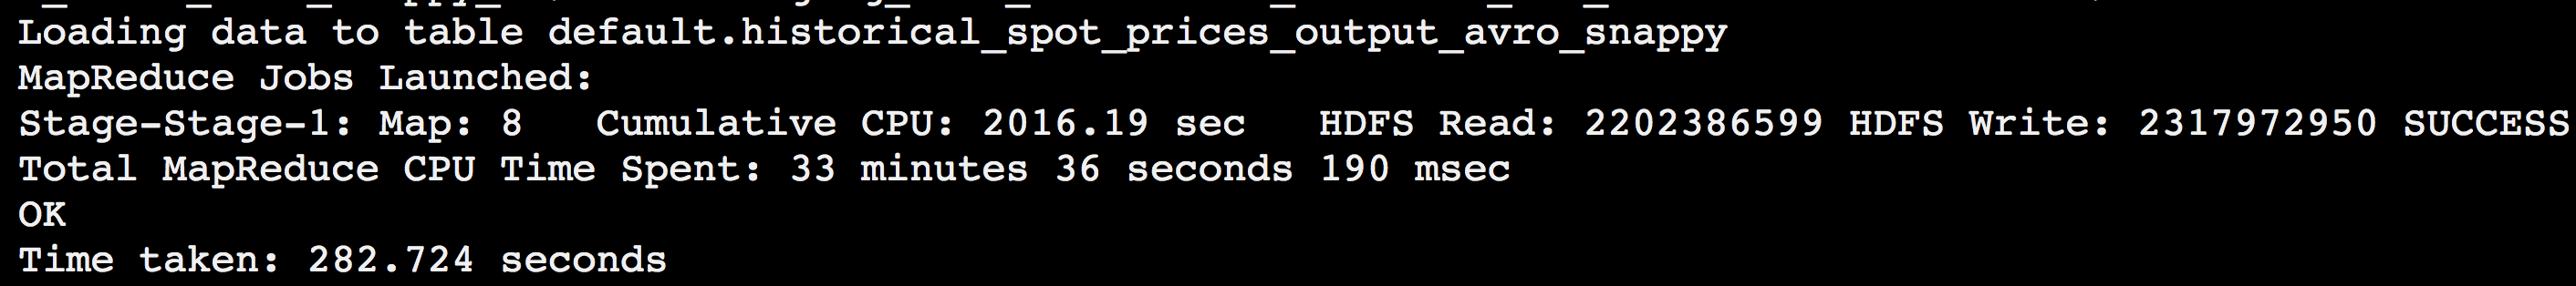 Loading data to table default.historical_spot_prices_output_avro_snappy
MapReduce Jobs Launched:
Stage-Stage-1: Map: 8   Cumulative CPU: 2016.19 sec   HDFS Read: 2202386599 HDFS Write: 2317972950 SUCCESS
Total MapReduce CPU Time Spent: 33 minutes 36 seconds 190 msec
OK
Time taken: 282.724 seconds